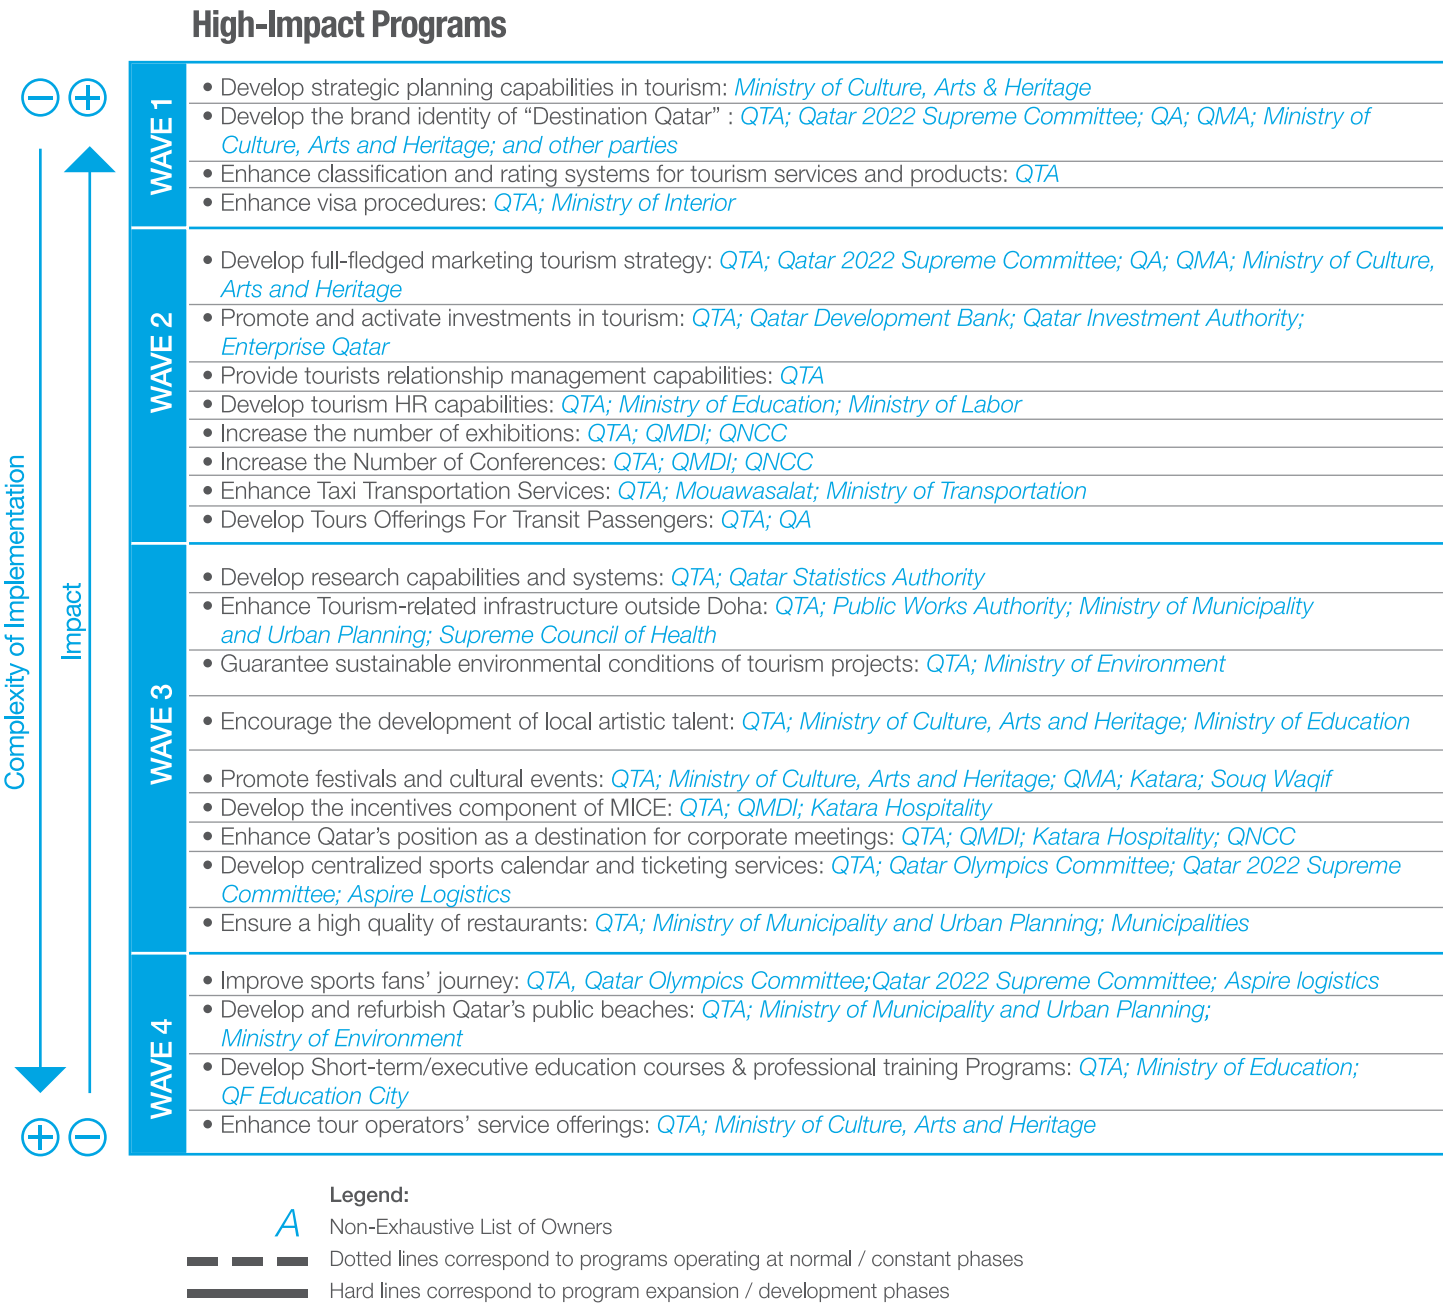 High-Impact Programs
WAVE 1
• Develop strategic planning capabilities in tourism: Ministry of Culture, Arts & Heritage
• Develop the brand identity of “Destination Qatar” : QTA; Qatar 2022 Supreme Committee; QA; QMA; Ministry of
Culture, Arts and Heritage; and other parties
• Enhance classification and rating systems for tourism services and products: QTA
• Enhance visa procedures: QTA; Ministry of Interior
WAVE 2
• Develop full-fledged marketing tourism strategy: QTA; Qatar 2022 Supreme Committee; QA; QMA; Ministry of Culture,
Arts and Heritage
• Promote and activate investments in tourism: QTA; Qatar Development Bank; Qatar Investment Authority;
Enterprise Qatar
• Provide tourists relationship management capabilities: QTA
• Develop tourism HR capabilities: QTA; Ministry of Education; Ministry of Labor
• Increase the number of exhibitions: QTA; QMDI; QNCC
• Increase the Number of Conferences: QTA; QMDI; QNCC
• Enhance Taxi Transportation Services: QTA; Mouawasalat; Ministry of Transportation
• Develop Tours Offerings For Transit Passengers: QTA; QA
Complexity of Implementation
Impact
WAVE 3
• Develop research capabilities and systems: QTA; Qatar Statistics Authority
• Enhance Tourism-related infrastructure outside Doha: QTA; Public Works Authority; Ministry of Municipality
and Urban Planning; Supreme Council of Health
• Guarantee sustainable environmental conditions of tourism projects: QTA; Ministry of Environment
• Encourage the development of local artistic talent: QTA; Ministry of Culture, Arts and Heritage; Ministry of Education
• Promote festivals and cultural events: QTA; Ministry of Culture, Arts and Heritage; QMA; Katara; Souq Waqif
• Develop the incentives component of MICE: QTA; QMDI; Katara Hospitality
• Enhance Qatar’s position as a destination for corporate meetings: QTA; QMDI; Katara Hospitality; QNCC
• Develop centralized sports calendar and ticketing services: QTA; Qatar Olympics Committee; Qatar 2022 Supreme
Committee; Aspire Logistics
• Ensure a high quality of restaurants: QTA; Ministry of Municipality and Urban Planning; Municipalities
WAVE 4
• Improve sports fans’ journey: QTA, Qatar Olympics Committee;Qatar 2022 Supreme Committee; Aspire logistics
• Develop and refurbish Qatar’s public beaches: QTA; Ministry of Municipality and Urban Planning;
Ministry of Environment
• Develop Short-term/executive education courses & professional training Programs: QTA; Ministry of Education;
QF Education City
• Enhance tour operators’ service offerings: QTA; Ministry of Culture, Arts and Heritage
Legend:
A Non-Exhaustive List of Owners
Dotted lines correspond to programs operating at normal / constant phases
Hard lines correspond to program expansion / development phases